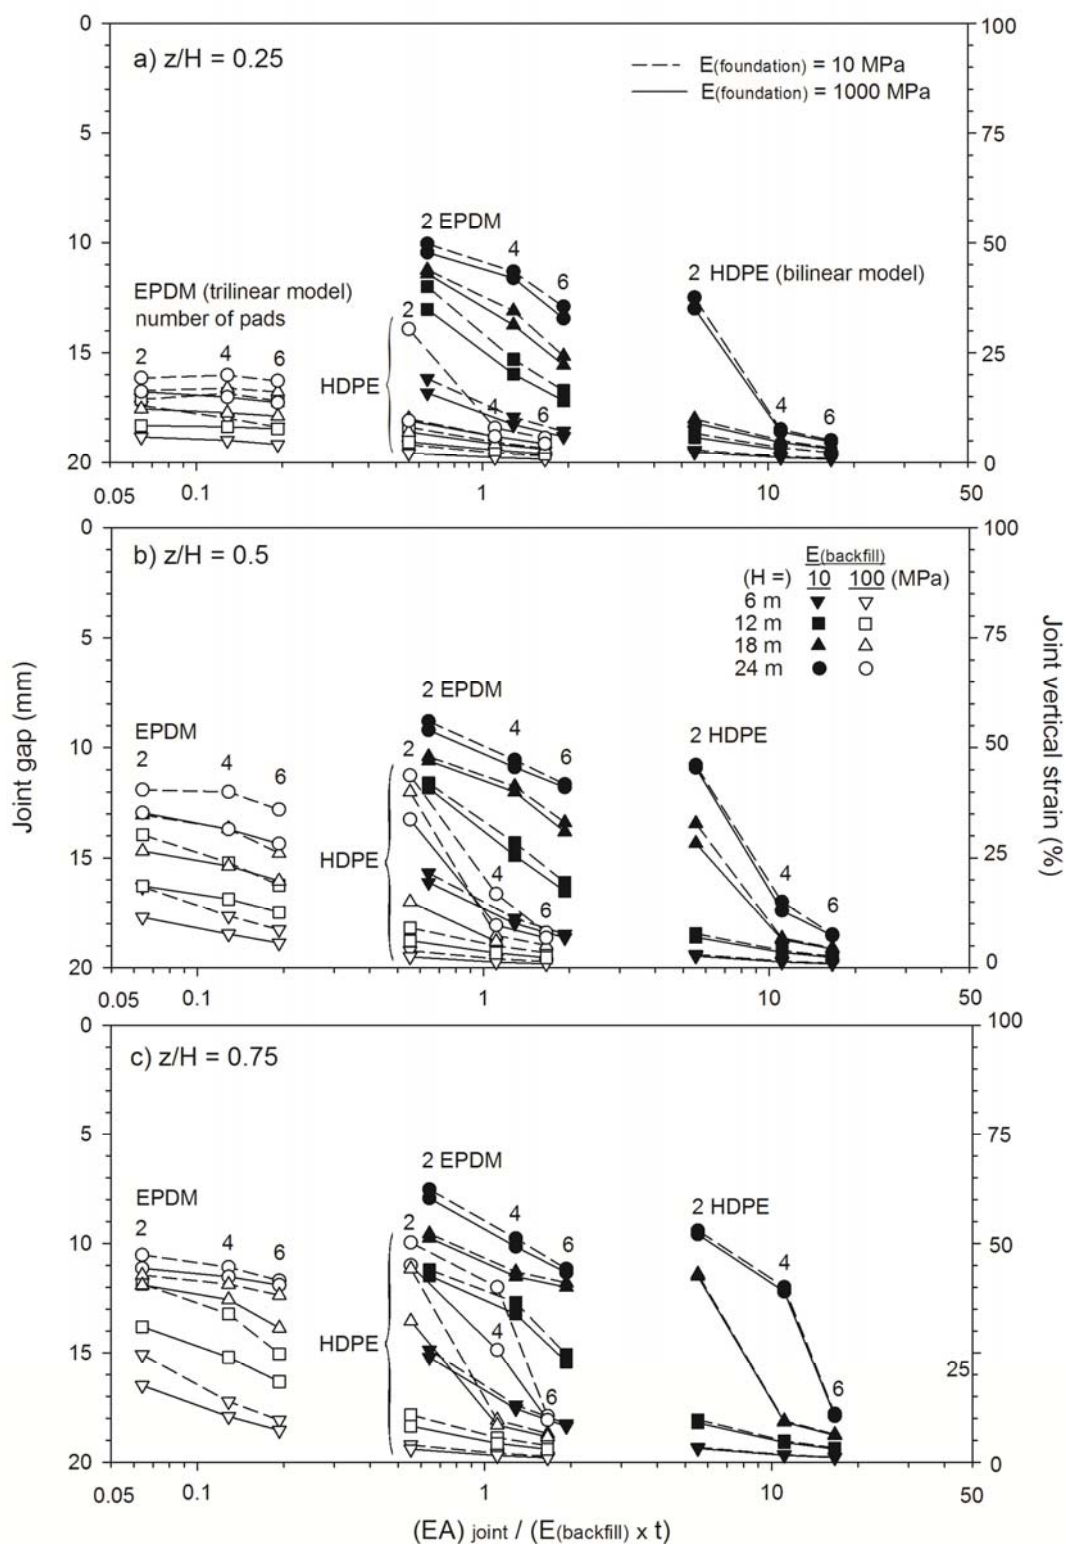 a) z/H = 0.25
E(foundation) = 10 MPa
E(foundation) = 1000 MPa
0
5
10
15
20
100
75
50
25
0
2 EPDM
4
6
2 HDPE (bilinear model)
4
6
EPDM (trilinear model)
number of pads
2
4
6
HDPE
2
4
6
0.05
0.1
1
10
50
b) z/H = 0.5
E(backfill)
(H =) 10 100 (MPa)
6 m
12 m
18 m
24 m
0
5
10
15
20
100
75
50
25
0
Joint gap (mm)
Joint vertical strain (%)
EPDM
2
4
6
2 EPDM
4
6
HDPE
2
4
6
2 HDPE
4
6
0.05
0.1
1
10
50
c) z/H = 0.75
0
5
10
15
20
100
75
50
25
0
EPDM
2
4
6
2 EPDM
4
6
HDPE
2
4
6
2 HDPE
4
6
0.05
0.1
1
10
50
(EA) joint / (E(backfill) x t)